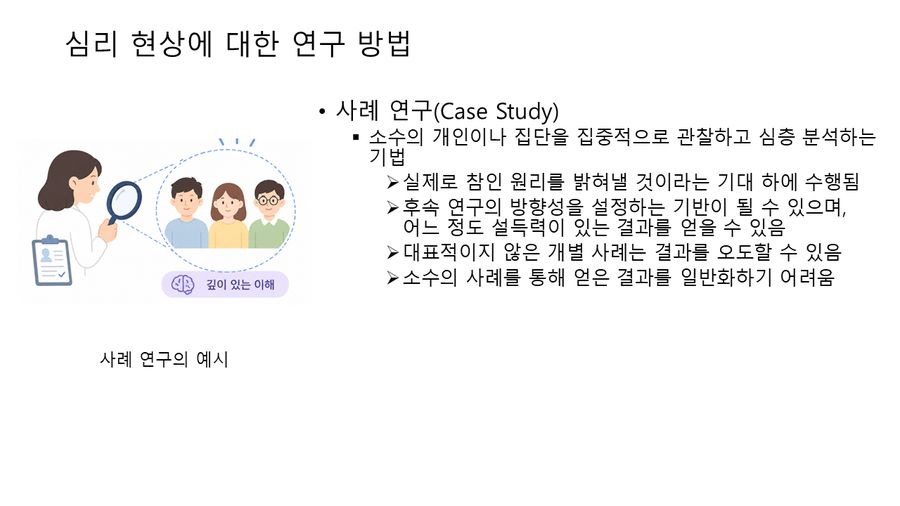 심리 현상에 대한 연구 방법
• 사례 연구(Case Study)
▪ 소수의 개인이나 집단을 집중적으로 관찰하고 심층 분석하는
기법
➢실제로 참인 원리를 밝혀낼 것이라는 기대 하에 수행됨
➢후속 연구의 방향성을 설정하는 기반이 될 수 있으며,
어느 정도 설득력이 있는 결과를 얻을 수 있음
➢대표적이지 않은 개별 사례는 결과를 오도할 수 있음
➢소수의 사례를 통해 얻은 결과를 일반화하기 어려움
깊이 있는 이해
사례 연구의 예시